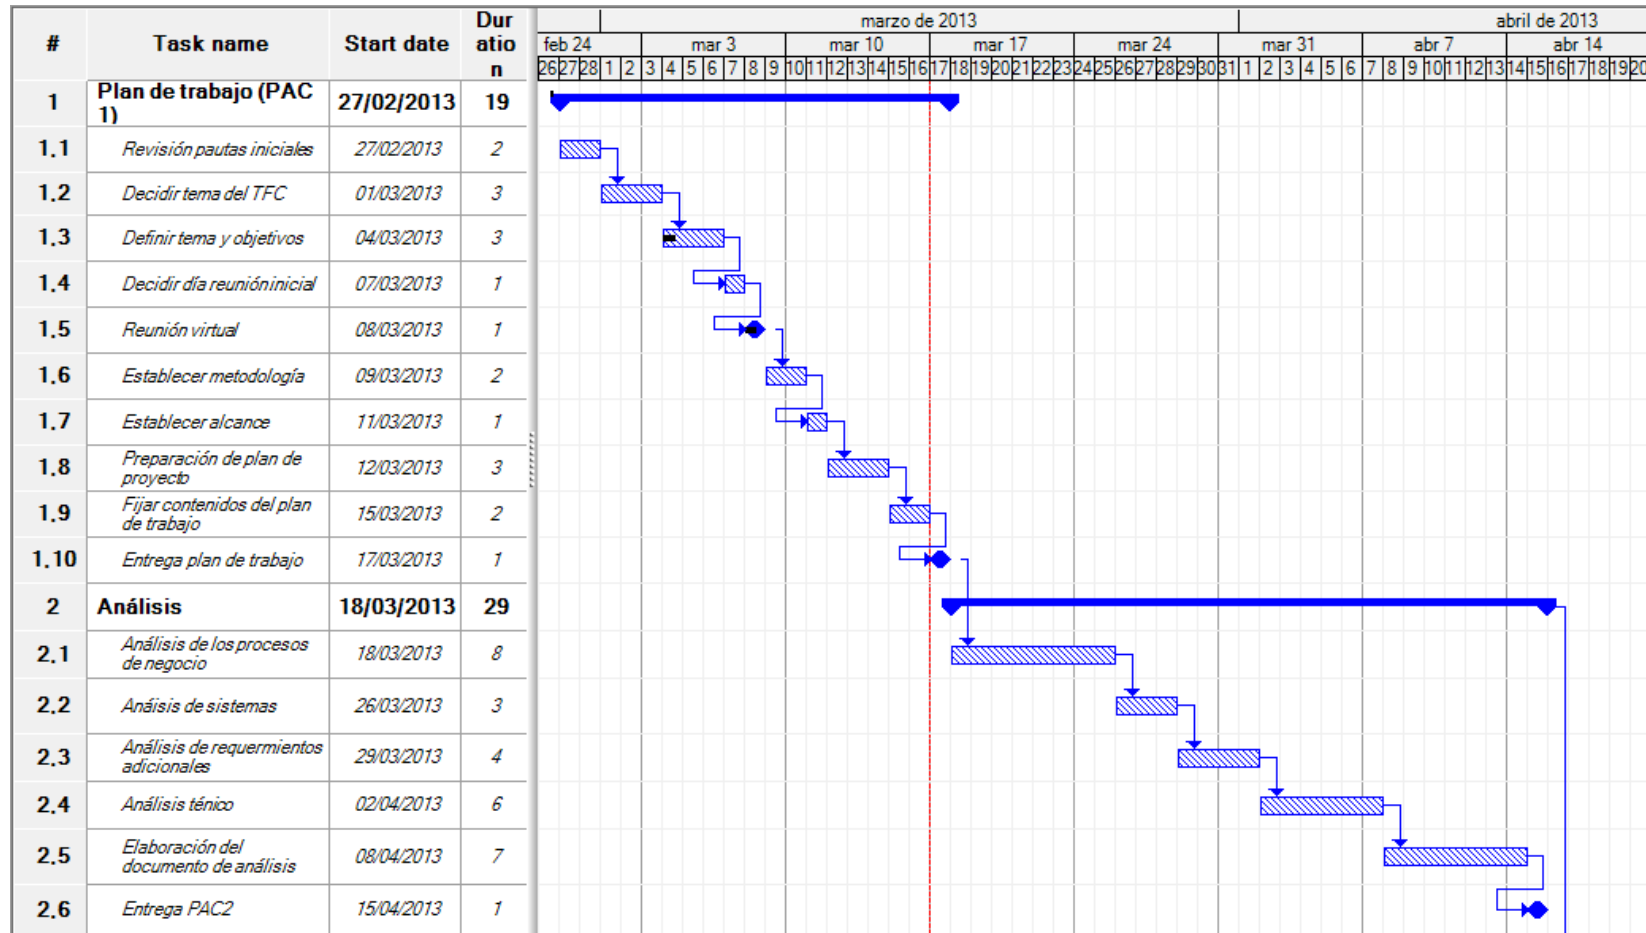 marzo de 2013 abril de 2013
# Task name Start date Dur
atio
n
feb 24 mar 3 mar 10 mar 17 mar 24 mar 31 abr 7 abr 14
26 27 28 1 2 3 4 5 6 7 8 9 10 11 12 13 14 15 16 17 18 19 20 21 22 23 24 25 26 27 28 29 30 31 1 2 3 4 5 6 7 8 9 10 11 12 13 14 15 16 17 18 19 20
1 Plan de trabajo (PAC
1) 27/02/2013 19
1.1 Revisión pautas iniciales 27/02/2013 2
1.2 Decidir tema del TFC 01/03/2013 3
1.3 Definir tema y objetivos 04/03/2013 3
1.4 Decidir día reunión inicial 07/03/2013 1
1.5 Reunión virtual 08/03/2013 1
1.6 Establecer metodología 09/03/2013 2
1.7 Establecer alcance 11/03/2013 1
1.8 Preparación de plan de
proyecto 12/03/2013 3
1.9 Fijar contenidos del plan
de trabajo 15/03/2013 2
1.10 Entrega plan de trabajo 17/03/2013 1
2 Análisis 18/03/2013 29
2.1 Análisis de los procesos
de negocio 18/03/2013 8
2.2 Anáisis de sistemas 26/03/2013 3
2.3 Análisis de requermientos
adicionales 29/03/2013 4
2.4 Análisis ténico 02/04/2013 6
2.5 Elaboración del
documento de análisis 08/04/2013 7
2.6 Entrega PAC2 15/04/2013 1